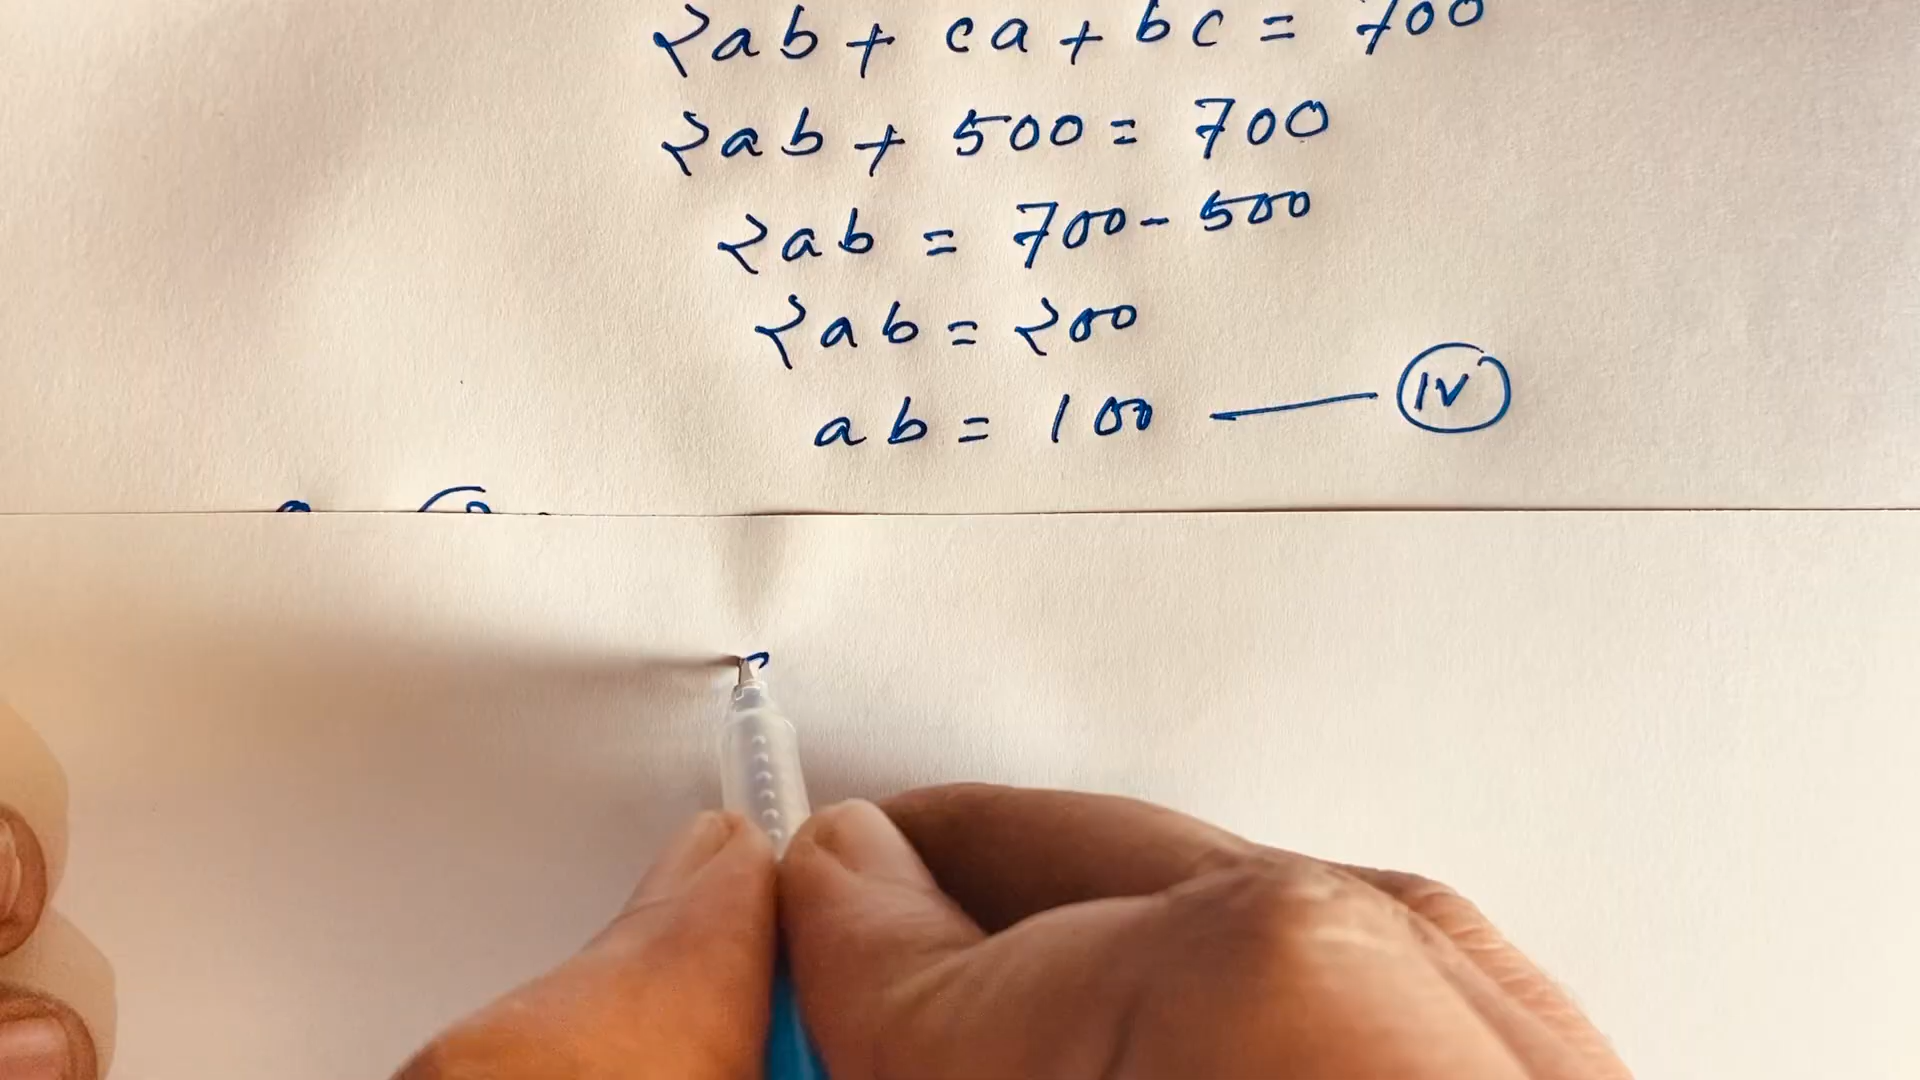 2ab + ca + bc = 700
2ab + 500 = 700
2ab = 700 - 500
2ab = 200
ab = 100 —— IV